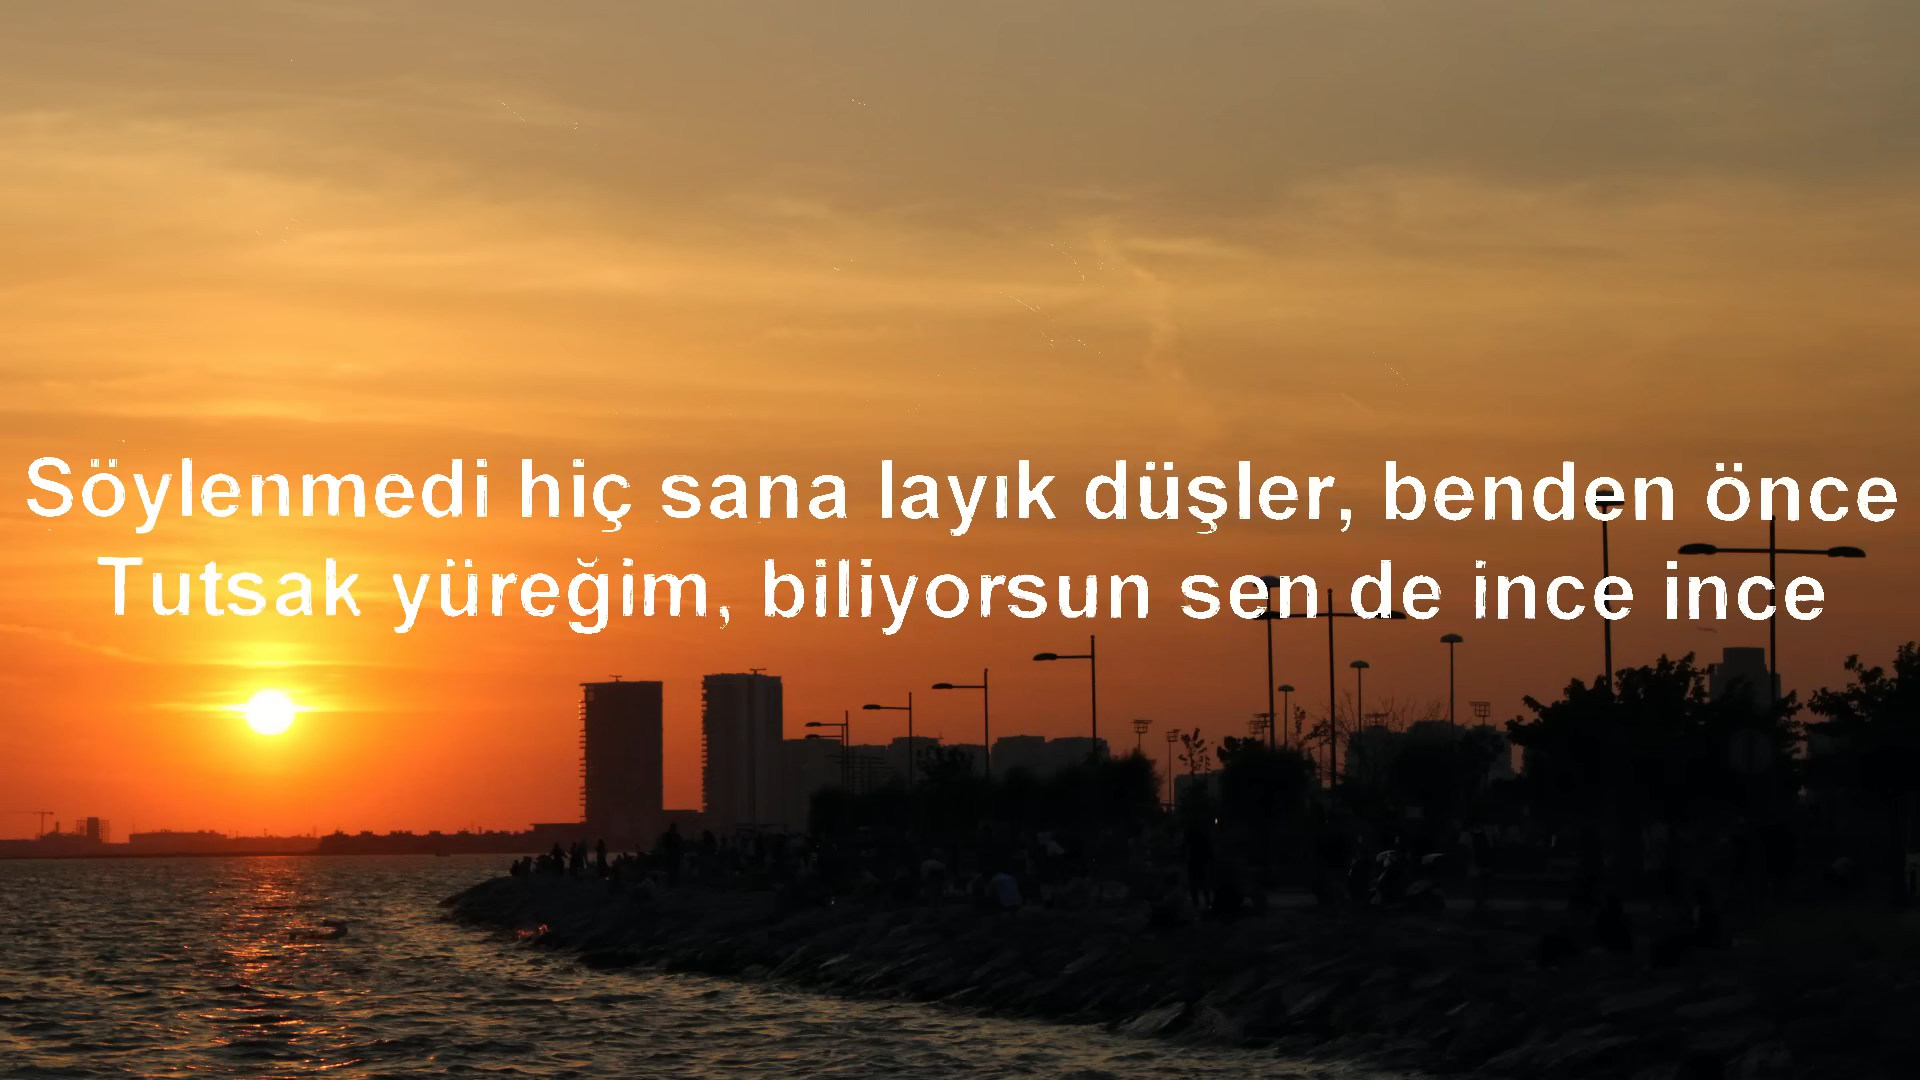 Söylenmedi hiç sana layık düşler, benden önce
Tutsak yüreğim, biliyorsun sen de ince ince